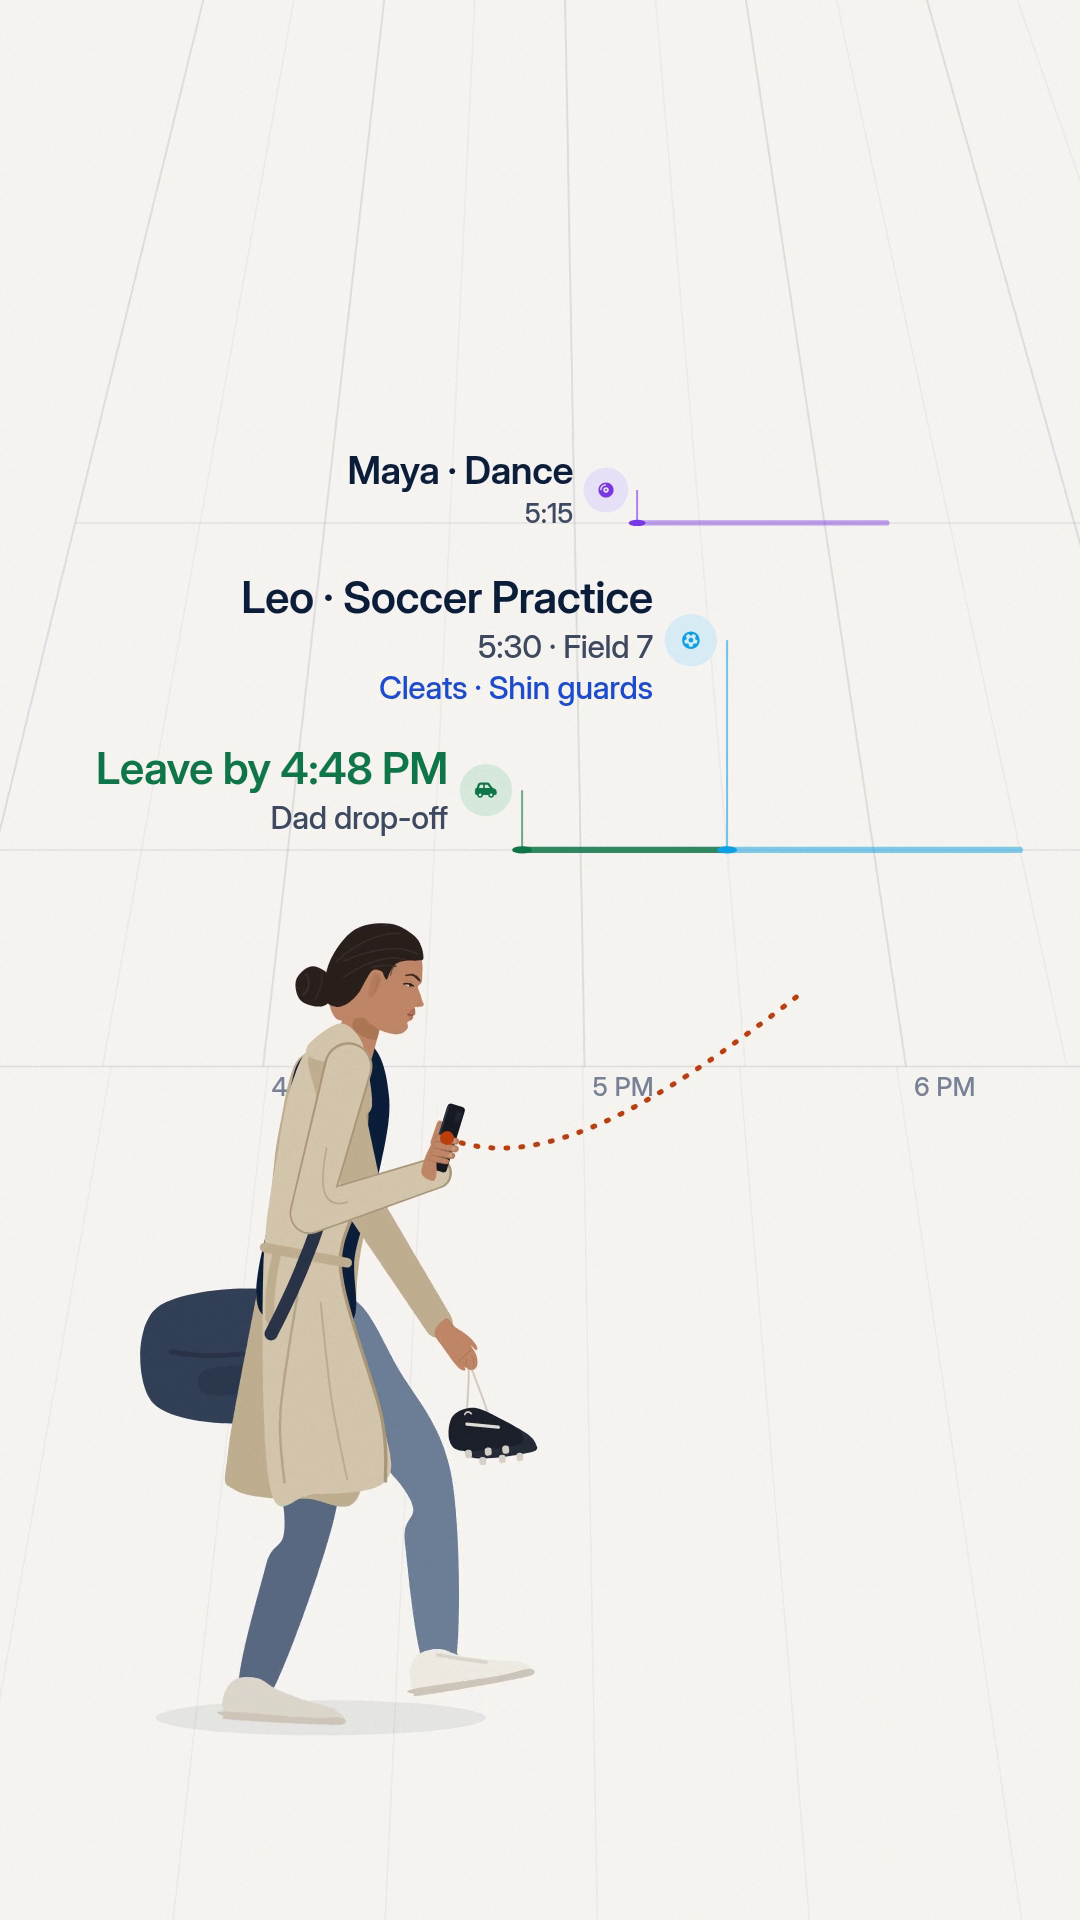 Maya · Dance
5:15
Leo · Soccer Practice
5:30 · Field 7
Cleats · Shin guards
Leave by 4:48 PM
Dad drop-off
4
5 PM
6 PM